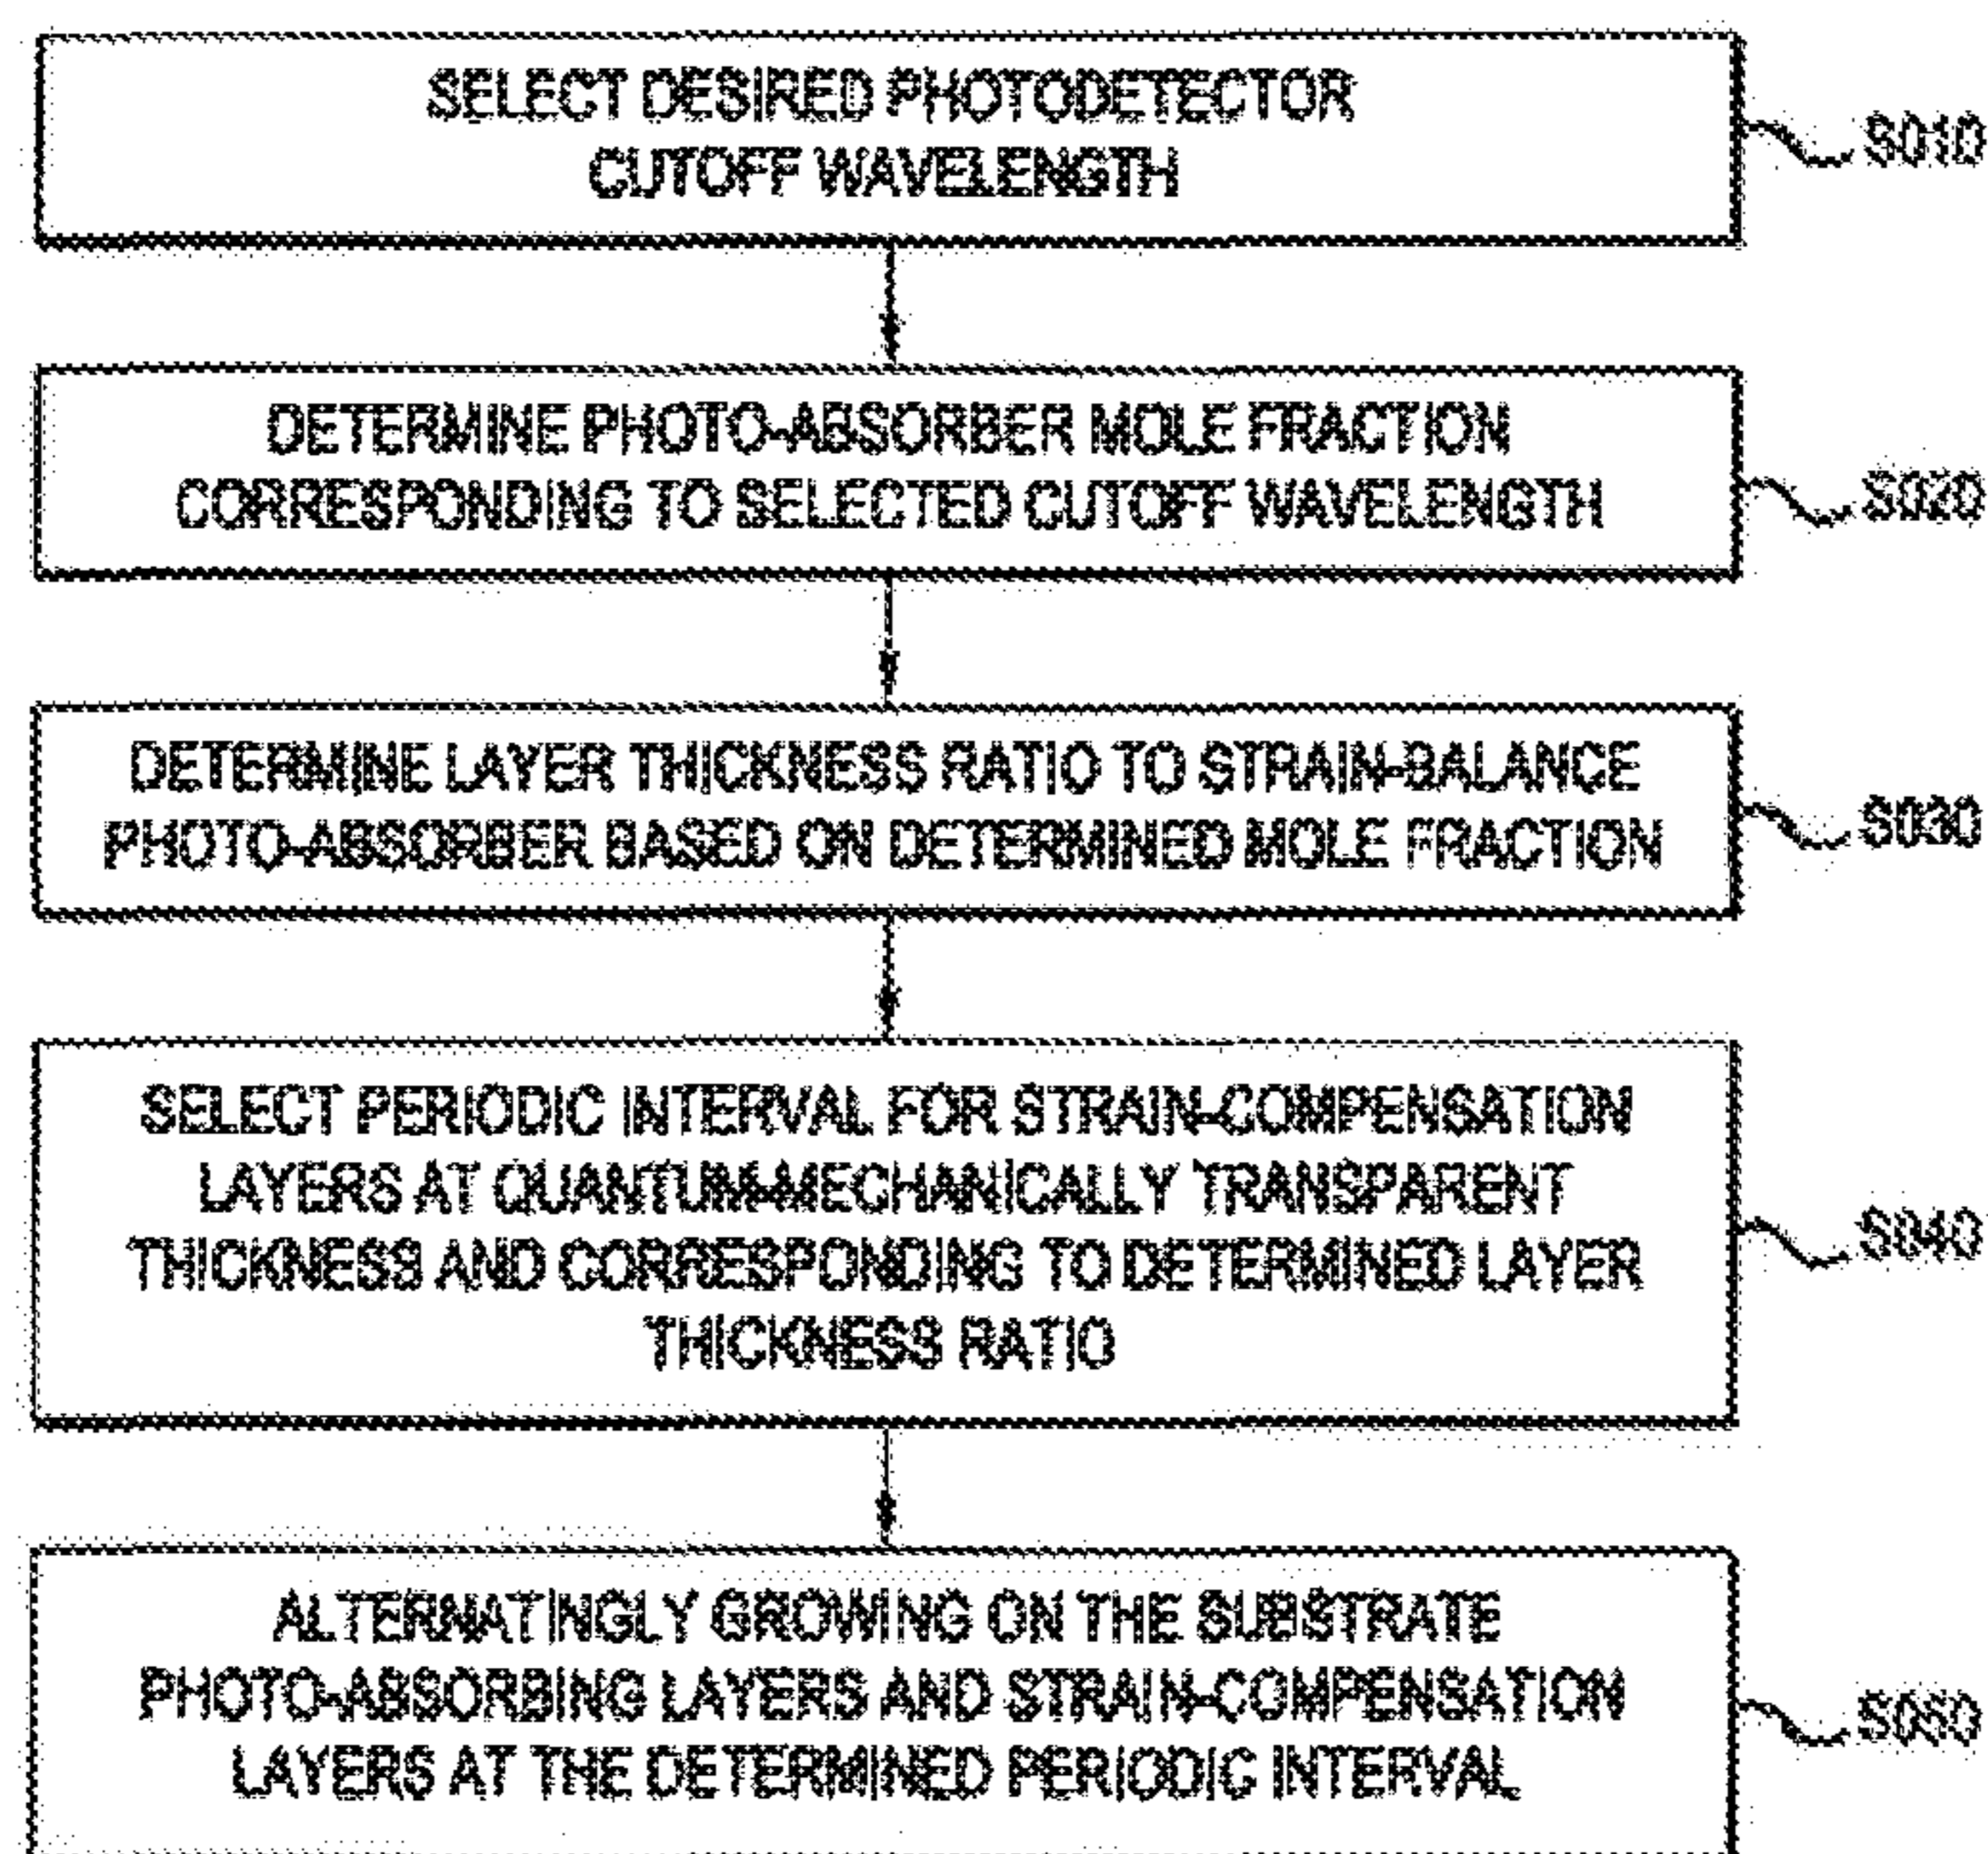 SELECT DESIRED PHOTODETECTOR
CUTOFF WAVELENGTH
S010
DETERMINE PHOTO-ABSORBER MOLE FRACTION
CORRESPONDING TO SELECTED CUTOFF WAVELENGTH
S020
DETERMINE LAYER THICKNESS RATIO TO STRAIN-BALANCE
PHOTO-ABSORBER BASED ON DETERMINED MOLE FRACTION
S030
SELECT PERIODIC INTERVAL FOR STRAIN-COMPENSATION
LAYERS AT QUANTUM-MECHANICALLY TRANSPARENT
THICKNESS AND CORRESPONDING TO DETERMINED LAYER
THICKNESS RATIO
S040
ALTERNATINGLY GROWING ON THE SUBSTRATE
PHOTO-ABSORBING LAYERS AND STRAIN-COMPENSATION
LAYERS AT THE DETERMINED PERIODIC INTERVAL
S050